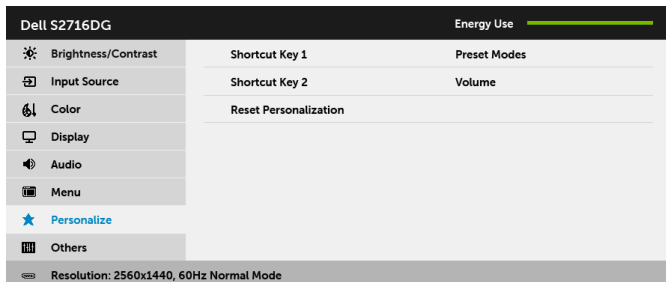 Dell S2716DG Energy Use
Brightness/Contrast Shortcut Key 1 Preset Modes
Input Source Shortcut Key 2 Volume
Color Reset Personalization
Display
Audio
Menu
Personalize
Others
Resolution: 2560x1440, 60Hz Normal Mode